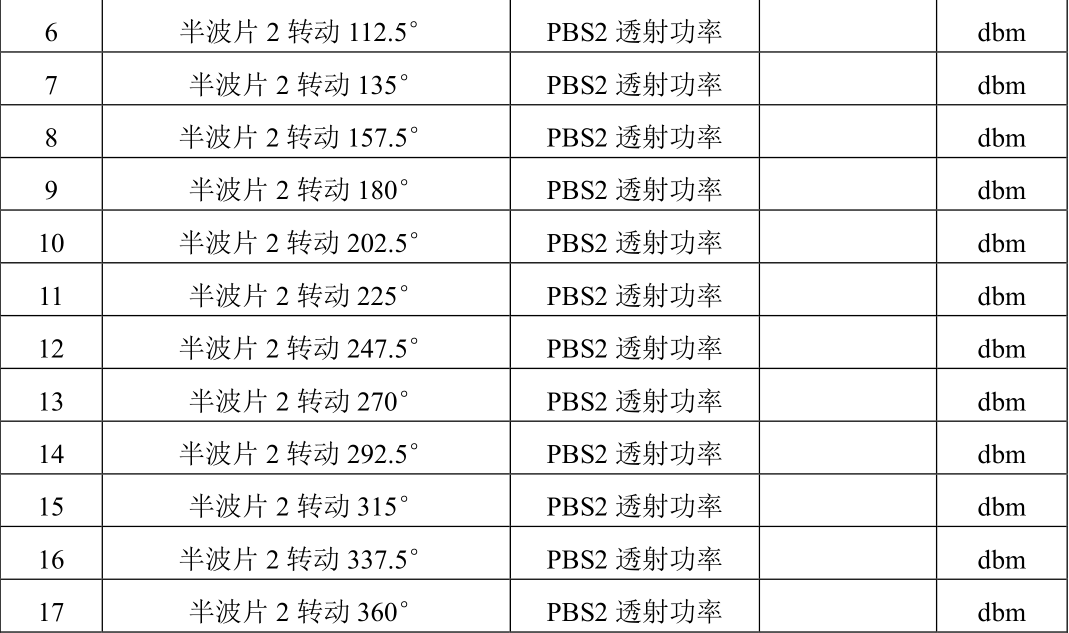 6 半波片 2 转动 112.5° PBS2 透射功率 dbm
7 半波片 2 转动 135° PBS2 透射功率 dbm
8 半波片 2 转动 157.5° PBS2 透射功率 dbm
9 半波片 2 转动 180° PBS2 透射功率 dbm
10 半波片 2 转动 202.5° PBS2 透射功率 dbm
11 半波片 2 转动 225° PBS2 透射功率 dbm
12 半波片 2 转动 247.5° PBS2 透射功率 dbm
13 半波片 2 转动 270° PBS2 透射功率 dbm
14 半波片 2 转动 292.5° PBS2 透射功率 dbm
15 半波片 2 转动 315° PBS2 透射功率 dbm
16 半波片 2 转动 337.5° PBS2 透射功率 dbm
17 半波片 2 转动 360° PBS2 透射功率 dbm